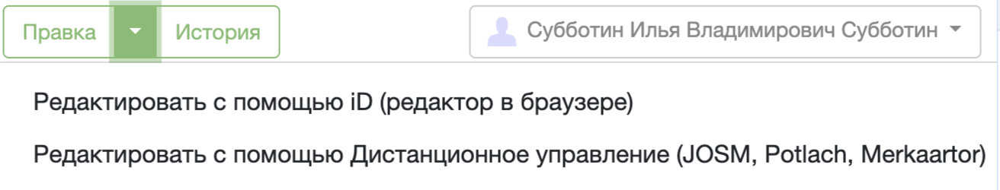 Правка История Субботин Илья Владимирович Субботин
Редактировать с помощью iD (редактор в браузере)
Редактировать с помощью Дистанционное управление (JOSM, Potlach, Merkaartor)